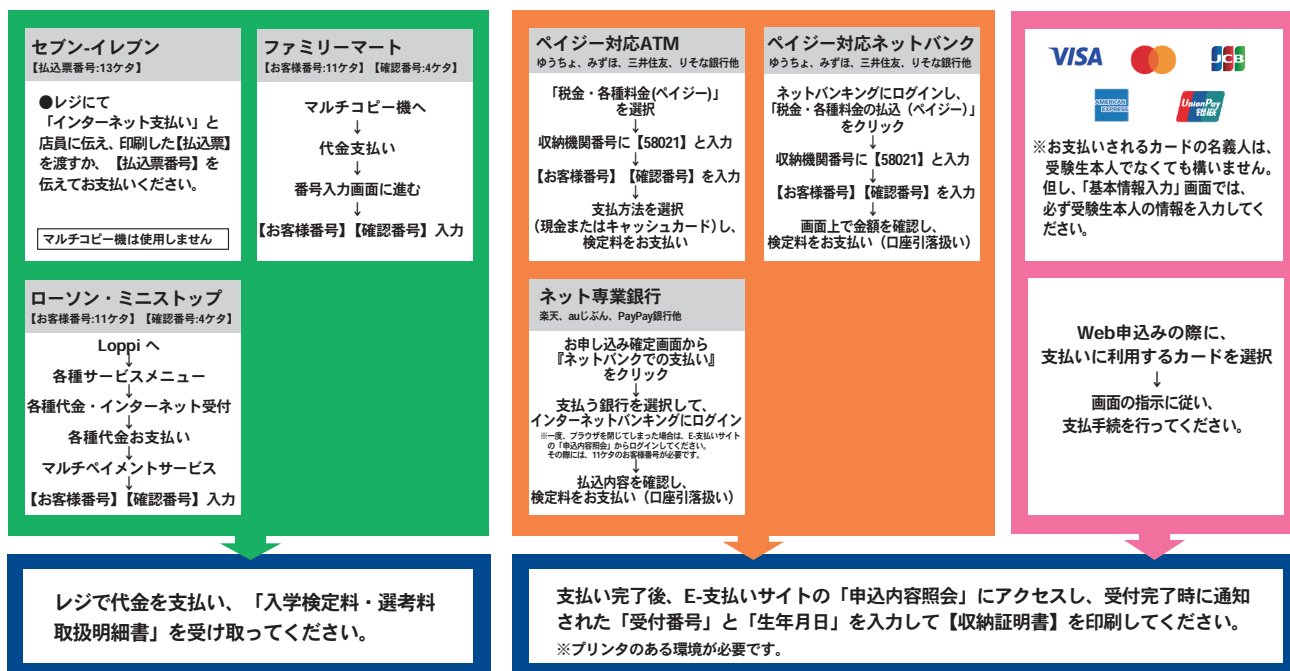 セブン-イレブン
【払込票番号:13ケタ】
●レジにて
「インターネット支払い」と
店員に伝え、印刷した【払込票】
を渡すか、【払込票番号】を
伝えてお支払いください。
マルチコピー機は使用しません
ファミリーマート
【お客様番号:11ケタ】【確認番号:4ケタ】
マルチコピー機へ
↓
代金支払い
↓
番号入力画面に進む
↓
【お客様番号】【確認番号】入力
ローソン・ミニストップ
【お客様番号:11ケタ】【確認番号:4ケタ】
Loppi へ
↓
各種サービスメニュー
↓
各種代金・インターネット受付
↓
各種代金お支払い
↓
マルチペイメントサービス
↓
【お客様番号】【確認番号】入力
ペイジー対応ATM
ゆうちょ、みずほ、三井住友、りそな銀行他
「税金・各種料金(ペイジー)」
を選択
↓
収納機関番号に【58021】と入力
↓
【お客様番号】【確認番号】を入力
↓
支払方法を選択
(現金またはキャッシュカード)し、
検定料をお支払い
ペイジー対応ネットバンク
ゆうちょ、みずほ、三井住友、りそな銀行他
ネットバンキングにログインし、
「税金・各種料金の払込(ペイジー)」
をクリック
↓
収納機関番号に【58021】と入力
↓
【お客様番号】【確認番号】を入力
↓
画面上で金額を確認し、
検定料をお支払い(口座引落扱い)
ネット専業銀行
楽天、auじぶん、PayPay銀行他
お申し込み確定画面から
『ネットバンクでの支払い』
をクリック
↓
支払う銀行を選択して、
インターネットバンキングにログイン
※一度、ブラウザを閉じてしまった場合は、E-支払いサイト
の「申込内容照会」からログインしてください。
その際には、11ケタのお客様番号が必要です。
↓
払込内容を確認し、
検定料をお支払い(口座引落扱い)
VISA
JCB
AMERICAN
EXPRESS
UnionPay
银联
※お支払いされるカードの名義人は、
受験生本人でなくても構いません。
但し、「基本情報入力」画面では、
必ず受験生本人の情報を入力してく
ださい。
Web申込みの際に、
支払いに利用するカードを選択
↓
画面の指示に従い、
支払手続を行ってください。
レジで代金を支払い、「入学検定料・選考料
取扱明細書」を受け取ってください。
支払い完了後、E-支払いサイトの「申込内容照会」にアクセスし、受付完了時に通知
された「受付番号」と「生年月日」を入力して【収納証明書】を印刷してください。
※プリンタのある環境が必要です。